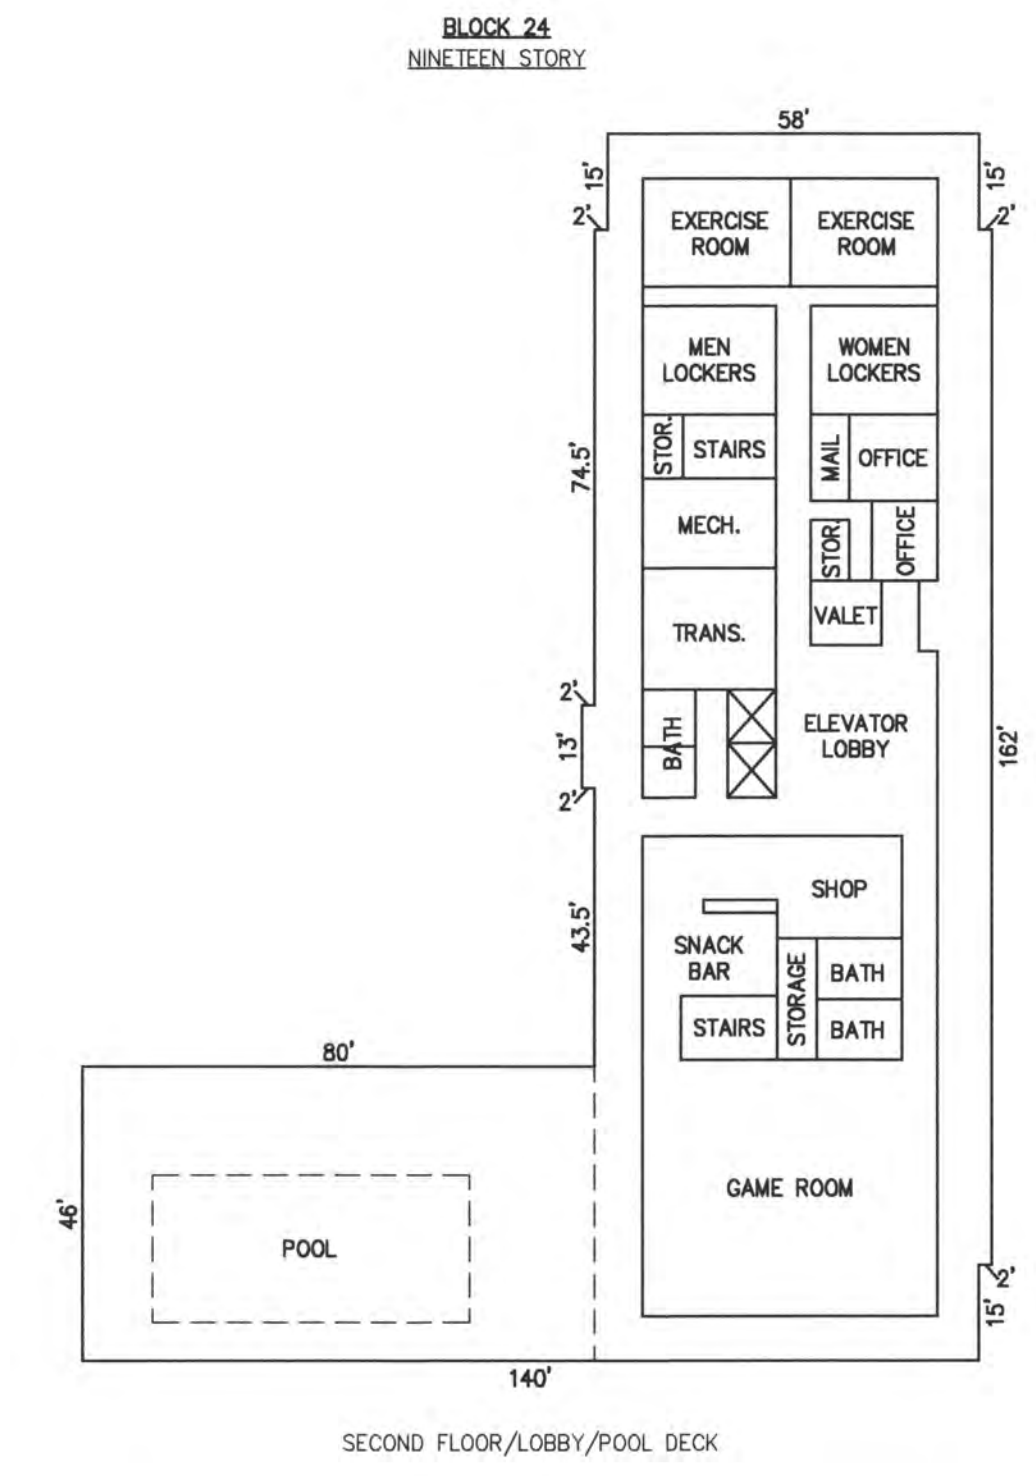 BLOCK 24
NINETEEN STORY
58'
15'
15'
2'
2'
EXERCISE
ROOM
EXERCISE
ROOM
MEN
LOCKERS
WOMEN
LOCKERS
74.5'
STOR.
STAIRS
MAIL
OFFICE
MECH.
STOR.
OFFICE
TRANS.
VALET
2'
13'
2'
BATH
ELEVATOR
LOBBY
162'
SHOP
43.5'
SNACK
BAR
STORAGE
BATH
STAIRS
BATH
80'
46'
POOL
GAME ROOM
2'
15'
140'
SECOND FLOOR/LOBBY/POOL DECK